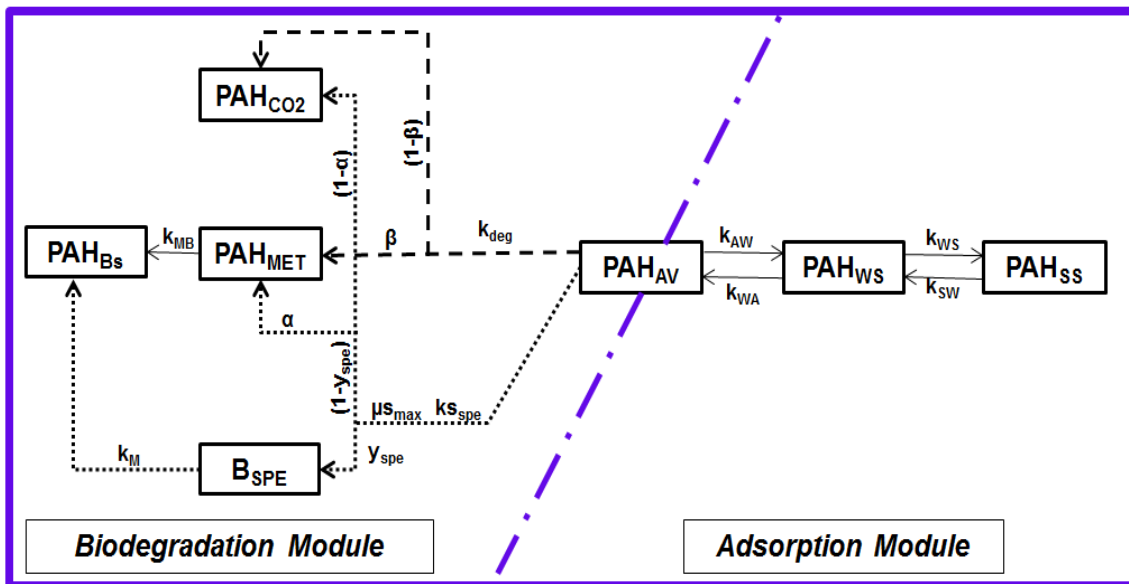 PAHCO2
(1-β)
(1-α)
PAHBs
kMB
PAHMET
β
kdeg
PAHAV
kAW
kWA
PAHWS
kWS
kSW
PAHSS
α
(1-yspe)
µsmax ksspe
kM
BSPE
yspe
Biodegradation Module
Adsorption Module